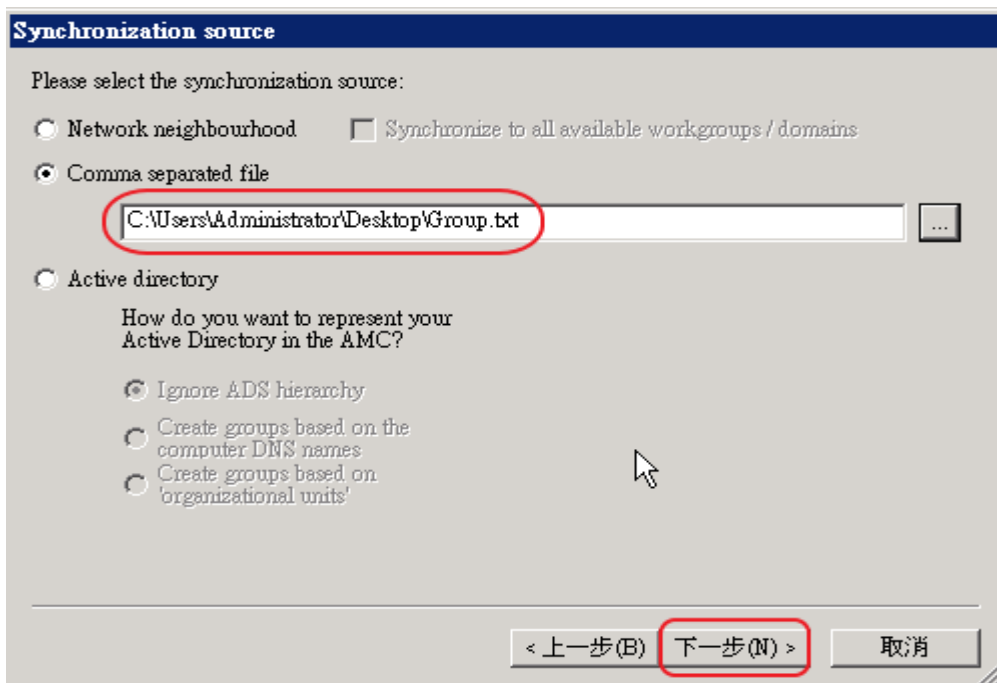 Synchronization source
Please select the synchronization source:
Network neighbourhood
Synchronize to all available workgroups / domains
Comma separated file
C:\Users\Administrator\Desktop\Group.txt
...
Active directory
How do you want to represent your
Active Directory in the AMC?
Ignore ADS hierarchy
Create groups based on the
computer DNS names
Create groups based on
'organizational units'
< 上一步(B)
下一步(N) >
取消